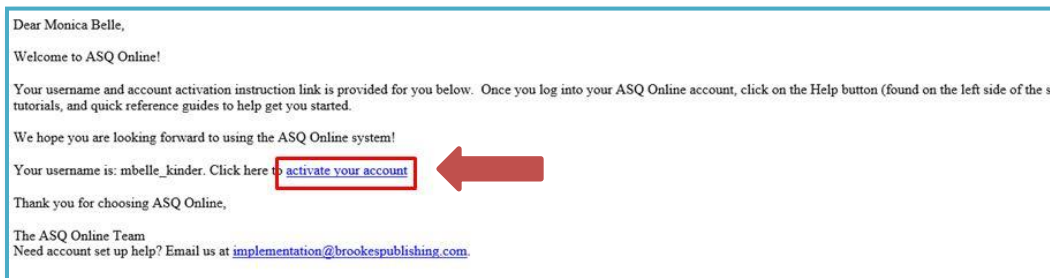 Dear Monica Belle,
Welcome to ASQ Online!
Your username and account activation instruction link is provided for you below. Once you log into your ASQ Online account, click on the Help button (found on the left side of the
tutorials, and quick reference guides to help get you started.
We hope you are looking forward to using the ASQ Online system!
Your username is: mbelle_kinder. Click here to activate your account
Thank you for choosing ASQ Online,
The ASQ Online Team
Need account set up help? Email us at implementation@brookespublishing.com.